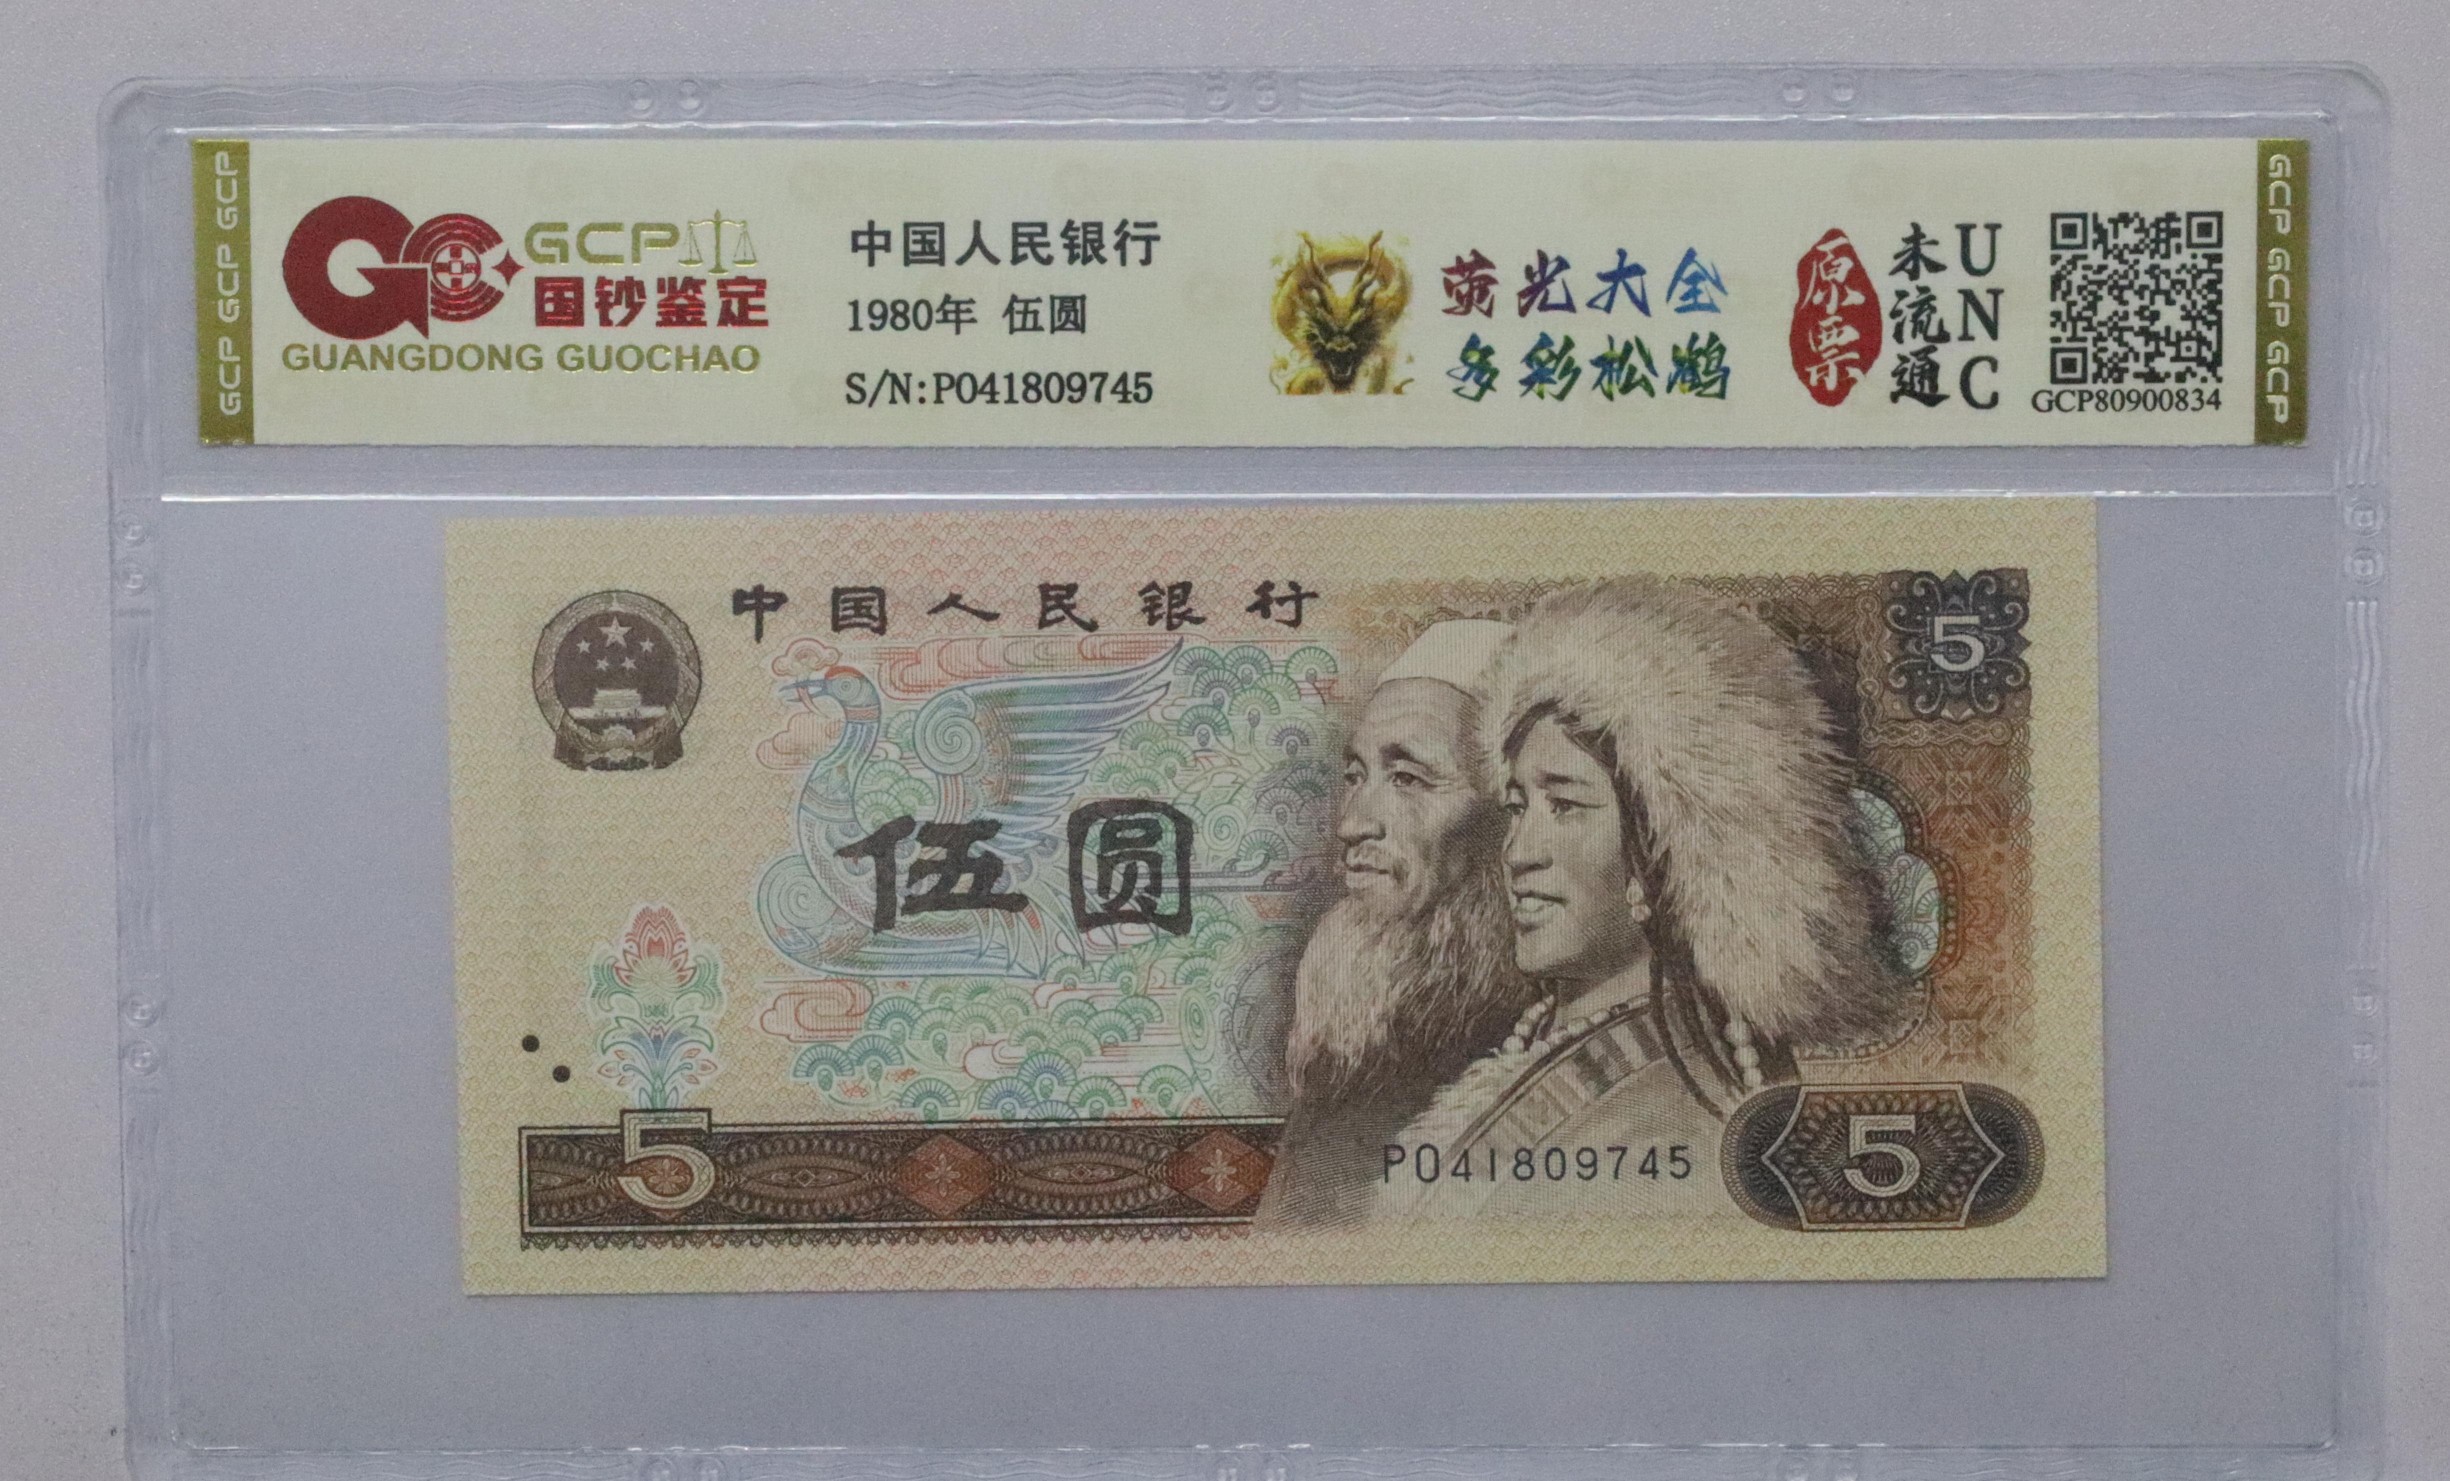 GCP GCP GCP
GCP
国钞鉴定
GUANGDONG GUOCHAO
中国人民银行
1980年 伍圆
S/N:PO41809745
荧光大全
多彩松鹤
原票
未流通
UNC
GCP80900834
GCP GCP GCP
中国人民银行
5
伍圆
5
PO41809745
5